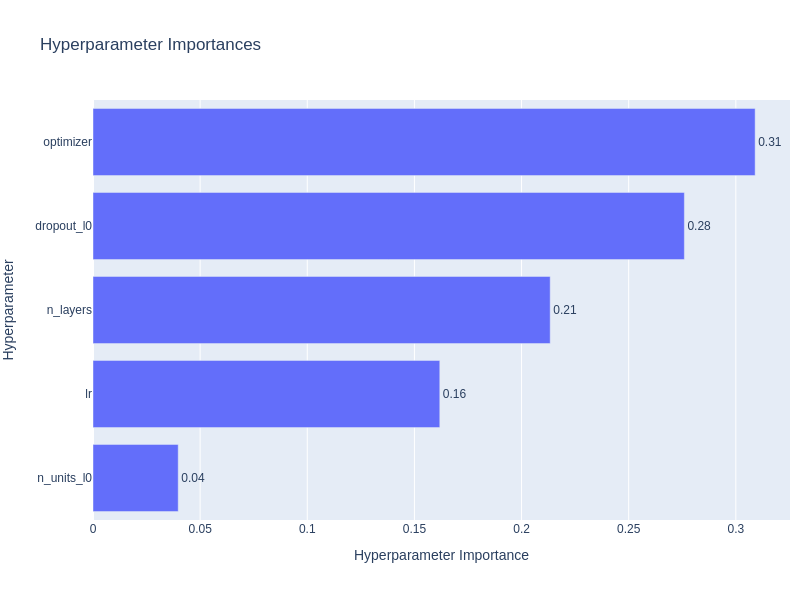 Hyperparameter Importances
Hyperparameter
optimizer 0.31
dropout_l0 0.28
n_layers 0.21
lr 0.16
n_units_l0 0.04
0 0.05 0.1 0.15 0.2 0.25 0.3
Hyperparameter Importance